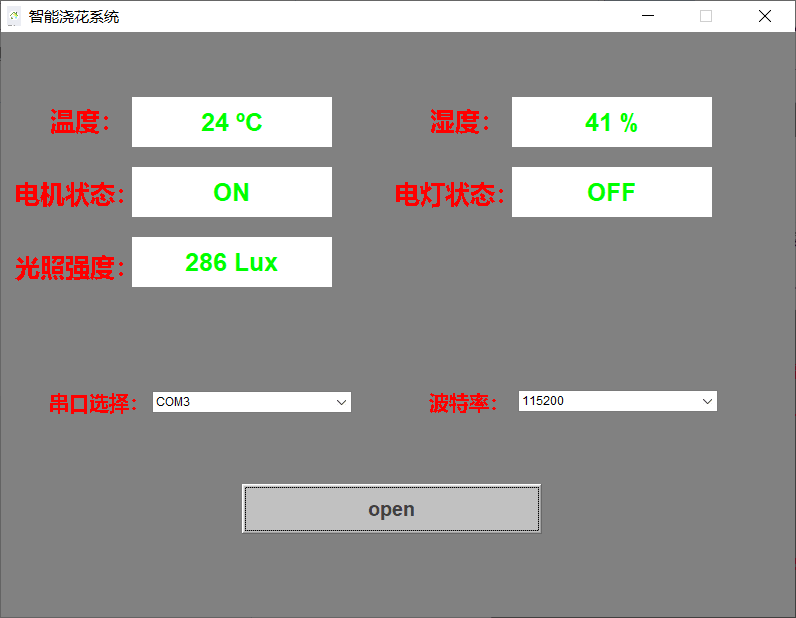 智能浇花系统
温度： 24 ℃ 湿度： 41 %
电机状态： ON 电灯状态： OFF
光照强度： 286 Lux
串口选择： COM3 波特率： 115200
open